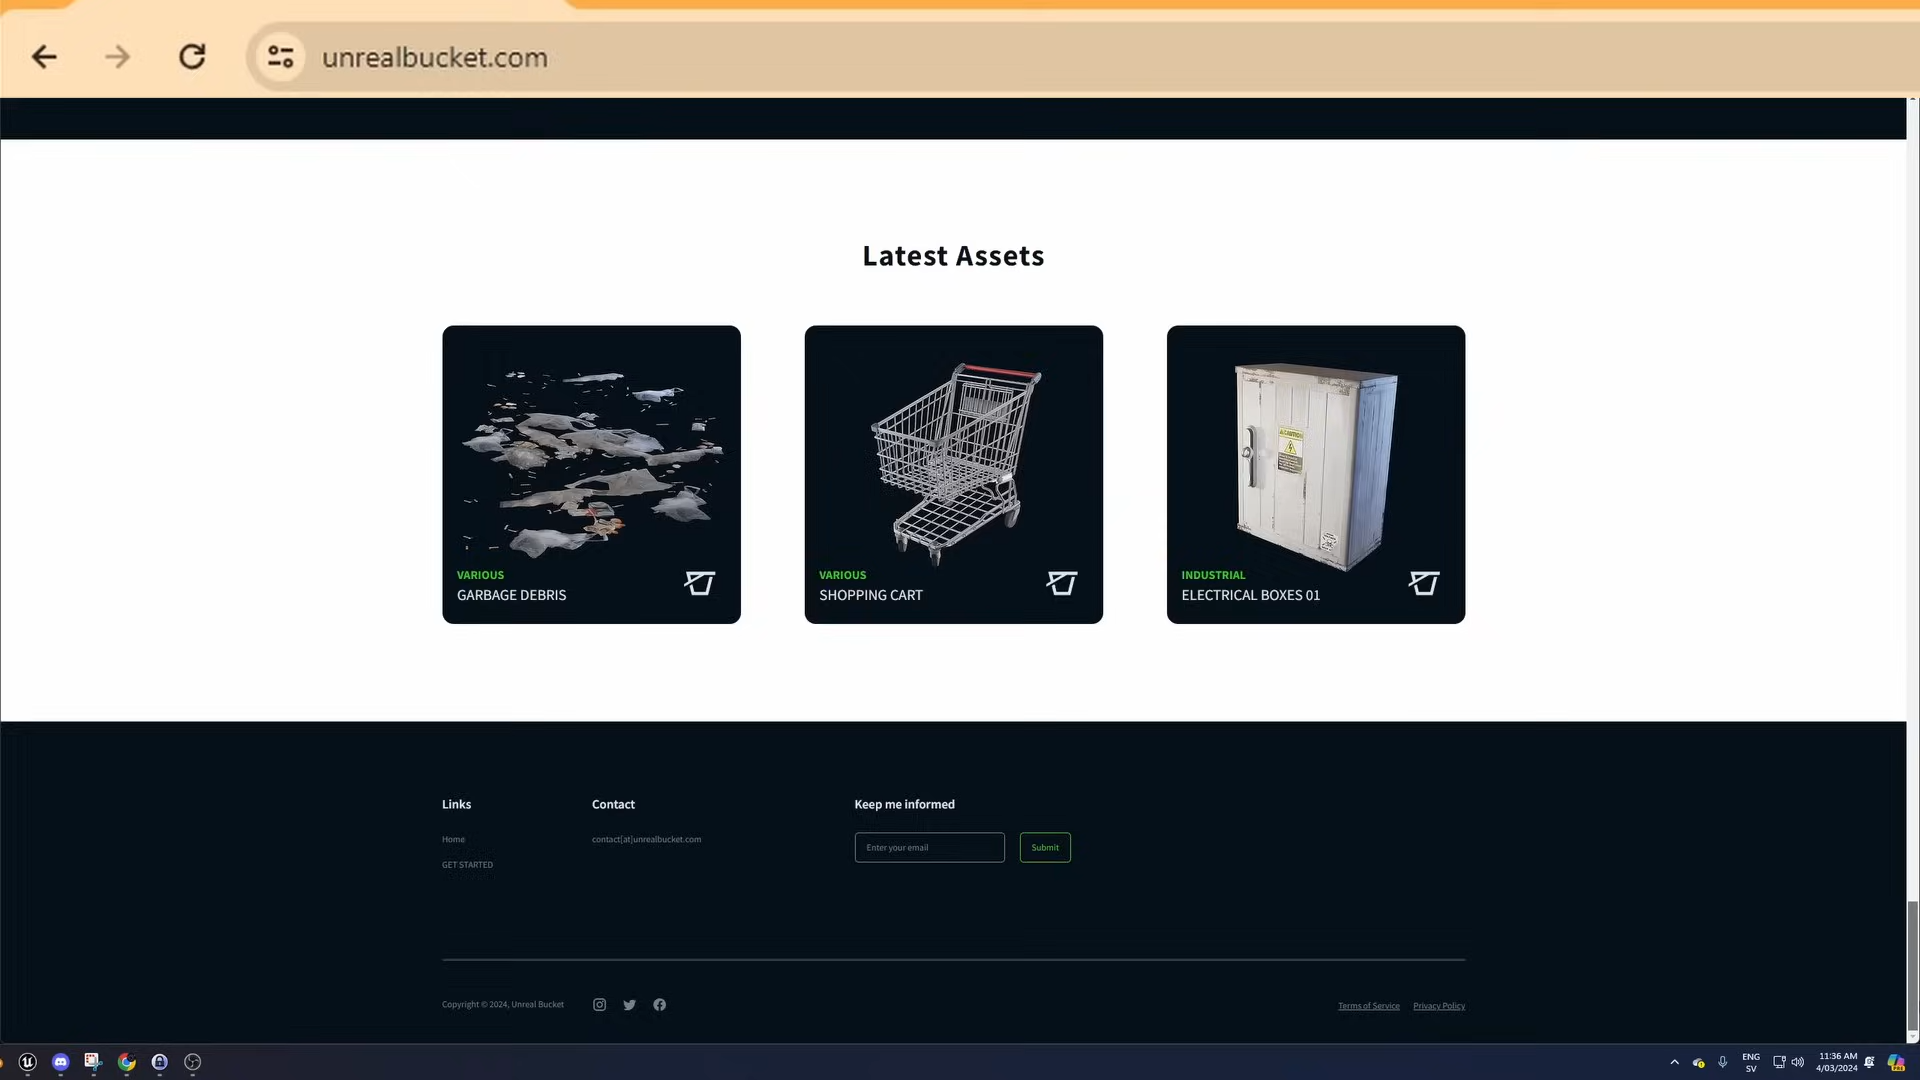 unrealbucket.com
Latest Assets
VARIOUS
GARBAGE DEBRIS
VARIOUS
SHOPPING CART
INDUSTRIAL
ELECTRICAL BOXES 01
Links
Home
GET STARTED
Contact
contact[at]unrealbucket.com
Keep me informed
Enter your email
Submit
Copyright © 2024, Unreal Bucket
Terms of Service
Privacy Policy
ENG
SV
11:36 AM
4/03/2024